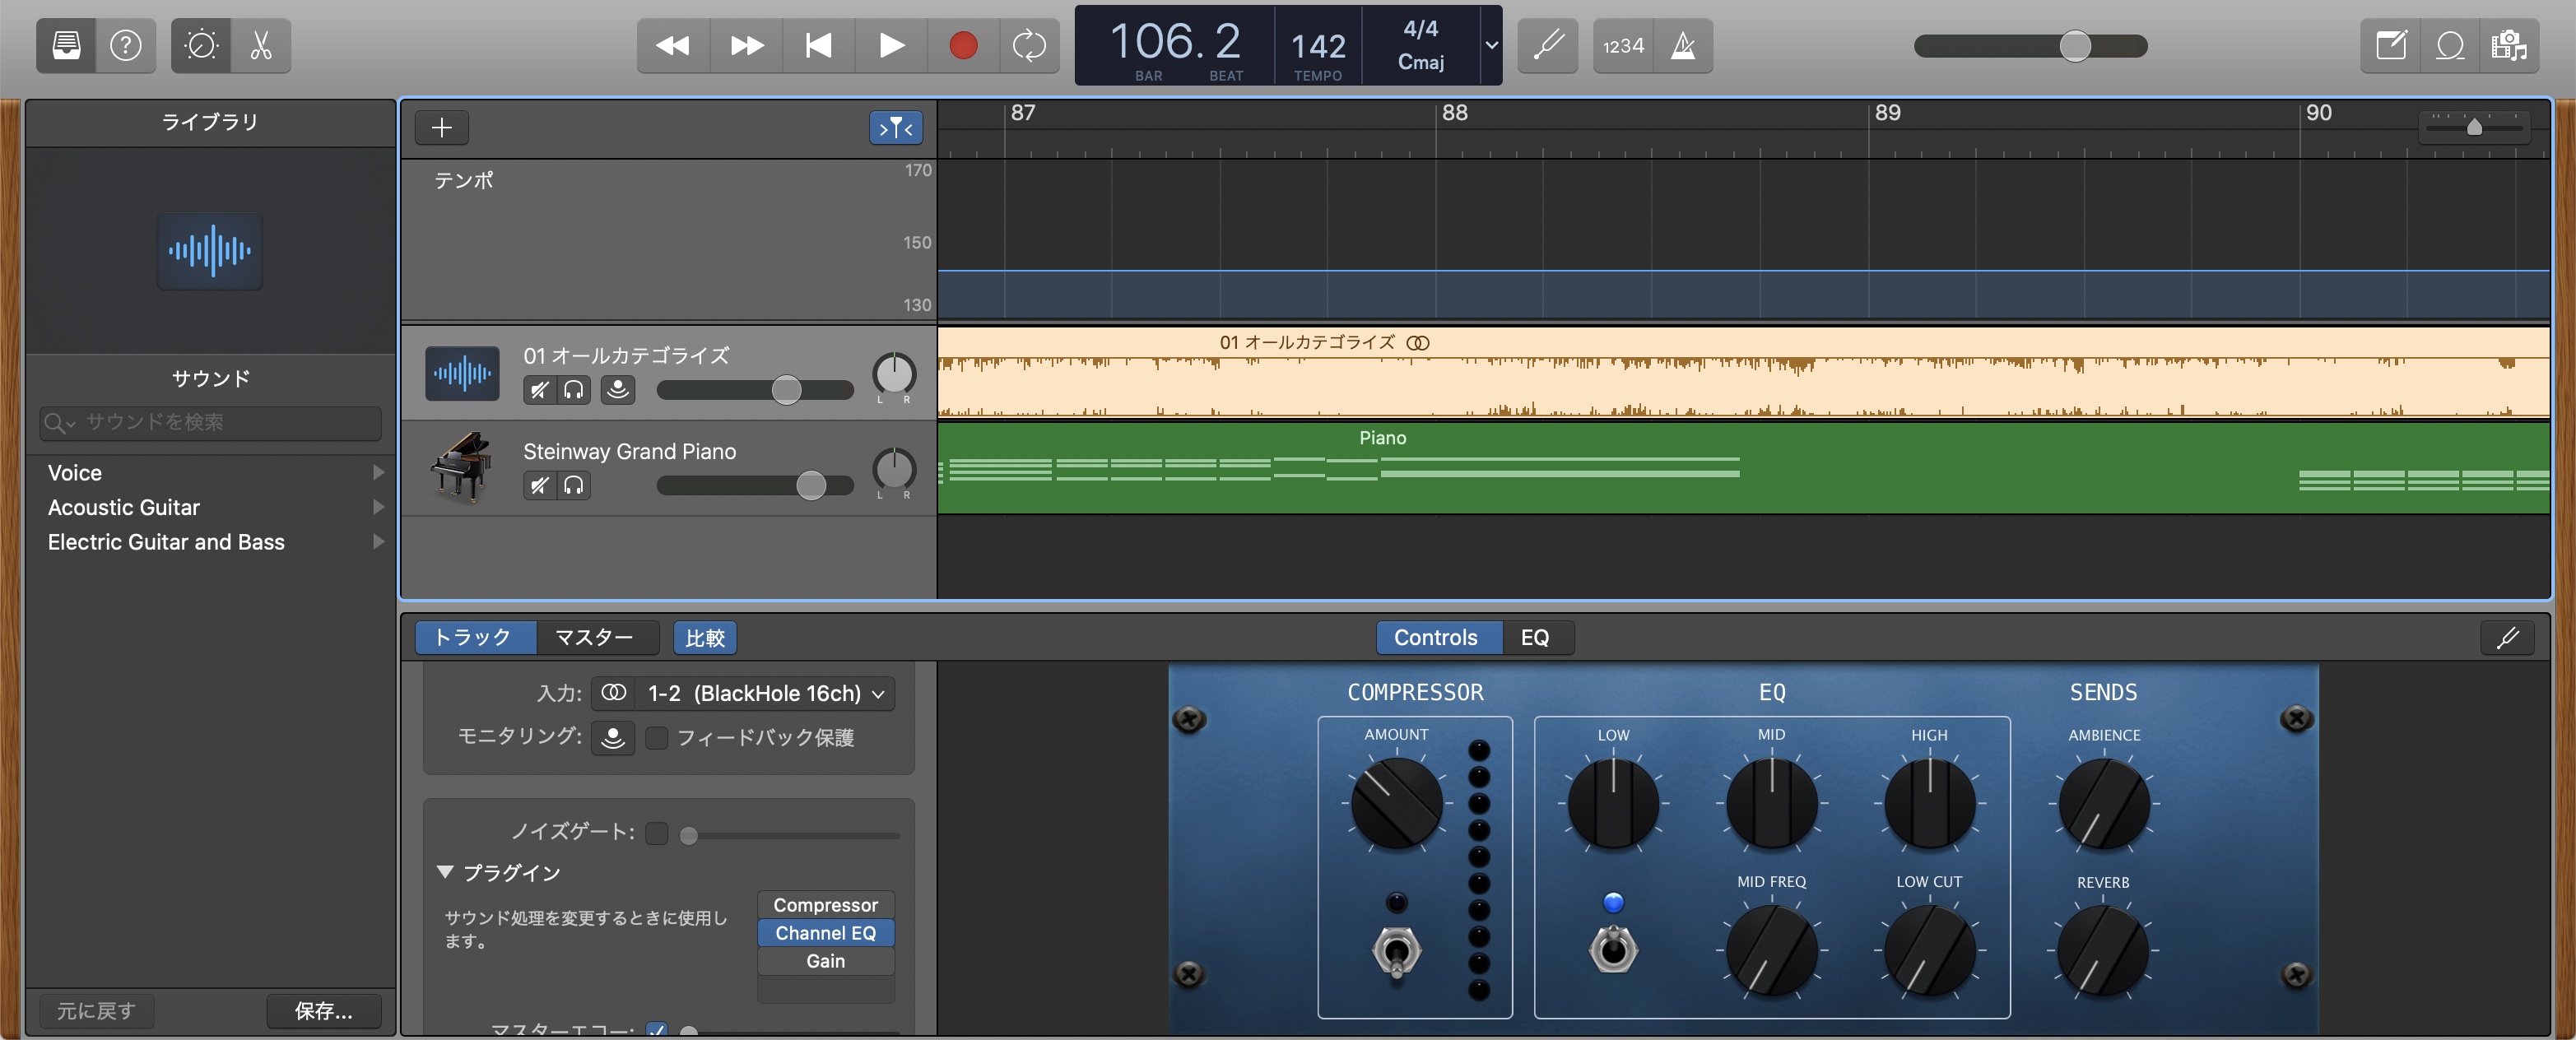 106. 2
BAR BEAT
142
TEMPO
4/4
Cmaj
1234
ライブラリ
サウンド
サウンドを検索
Voice
Acoustic Guitar
Electric Guitar and Bass
元に戻す
保存...
87 88 89 90
テンポ
170
150
130
01 オールカテゴライズ
L R
Steinway Grand Piano
L R
01 オールカテゴライズ
Piano
トラック マスター 比較
Controls EQ
入力: 1-2 (BlackHole 16ch)
モニタリング: フィードバック保護
ノイズゲート:
プラグイン
サウンド処理を変更するときに使用し
ます。
Compressor
Channel EQ
Gain
マスターエコー:
COMPRESSOR EQ SENDS
AMOUNT LOW MID HIGH AMBIENCE
MID FREQ LOW CUT REVERB